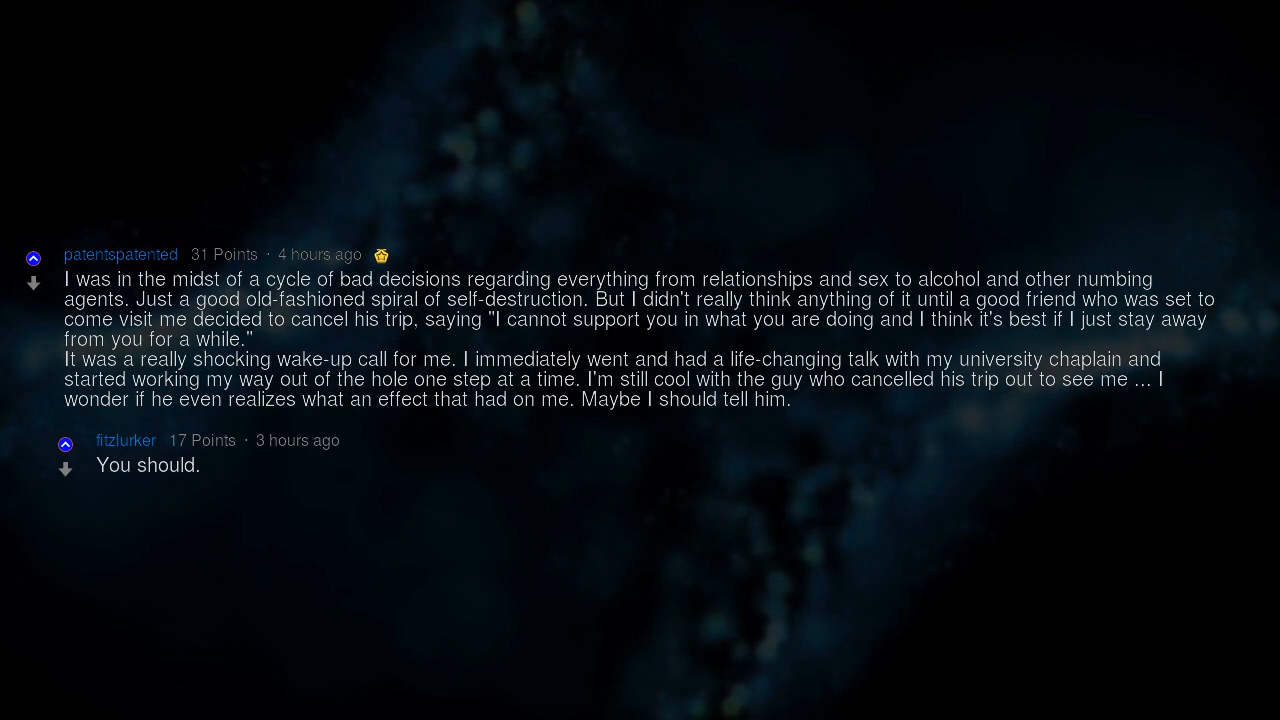 patentspatented 31 Points · 4 hours ago
I was in the midst of a cycle of bad decisions regarding everything from relationships and sex to alcohol and other numbing
agents. Just a good old-fashioned spiral of self-destruction. But I didn't really think anything of it until a good friend who was set to
come visit me decided to cancel his trip, saying "I cannot support you in what you are doing and I think it's best if I just stay away
from you for a while."
It was a really shocking wake-up call for me. I immediately went and had a life-changing talk with my university chaplain and
started working my way out of the hole one step at a time. I'm still cool with the guy who cancelled his trip out to see me ... I
wonder if he even realizes what an effect that had on me. Maybe I should tell him.
fitzlurker 17 Points · 3 hours ago
You should.